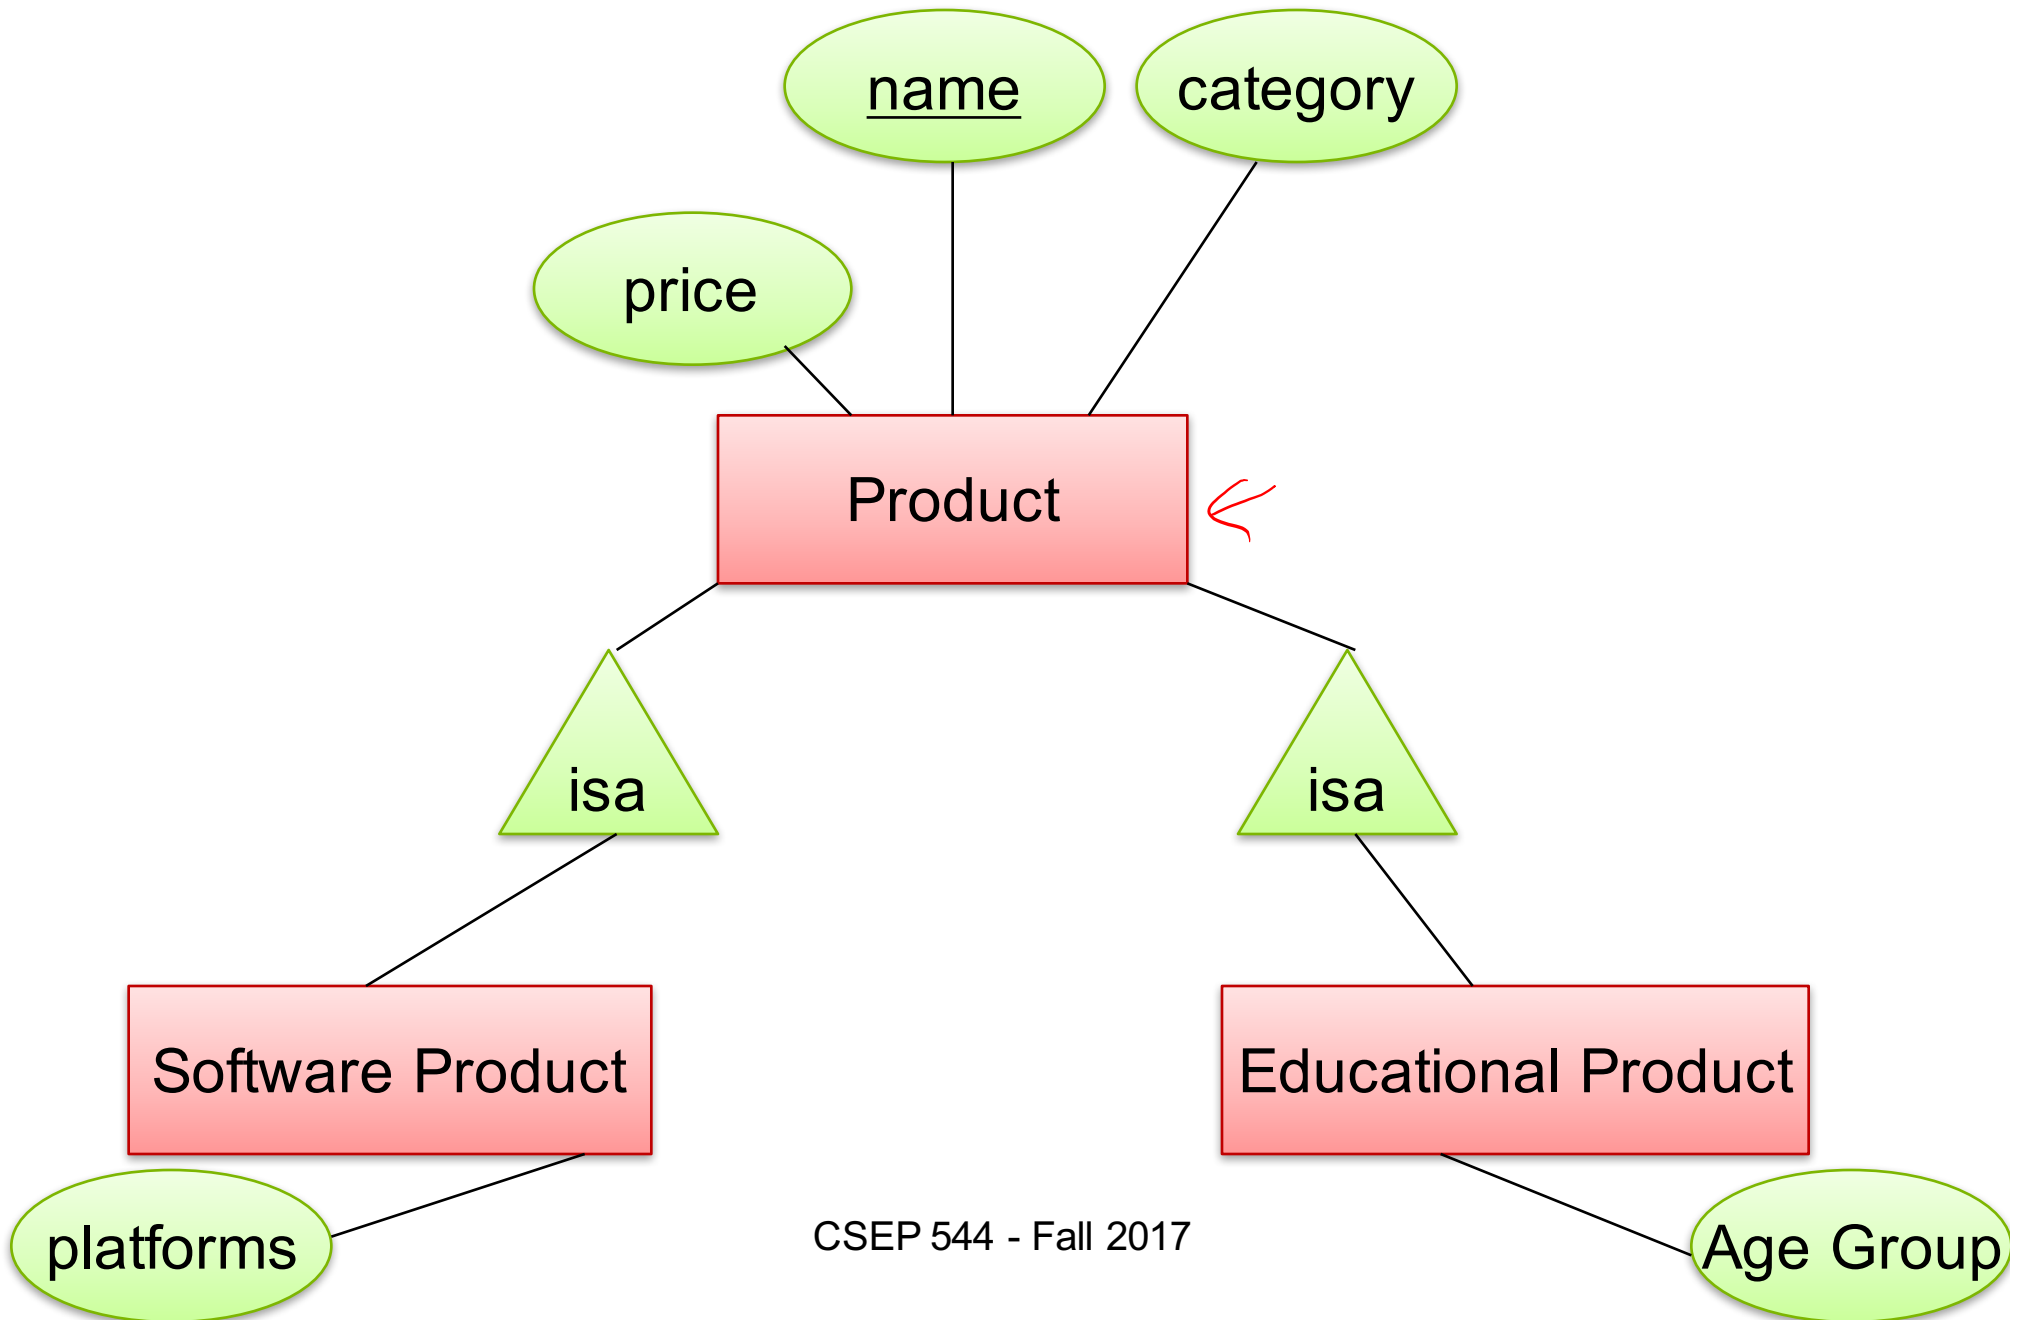 name
category
price
Product
isa
isa
Software Product
Educational Product
platforms
CSEP 544 - Fall 2017
Age Group